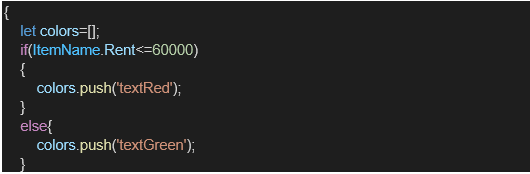 {
let colors=[];
if(ItemName.Rent<=60000)
{
colors.push('textRed');
}
else{
colors.push('textGreen');
}